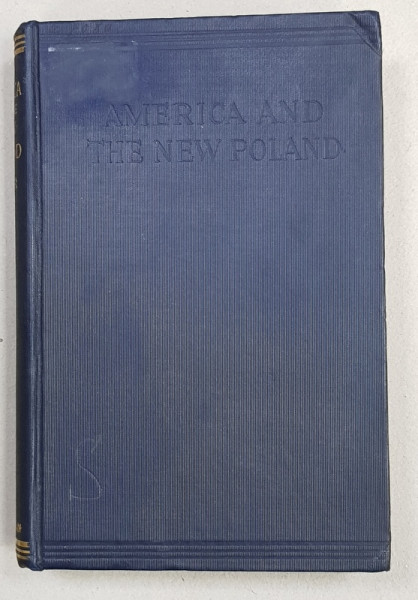 AMERICA AND
THE NEW POLAND
S